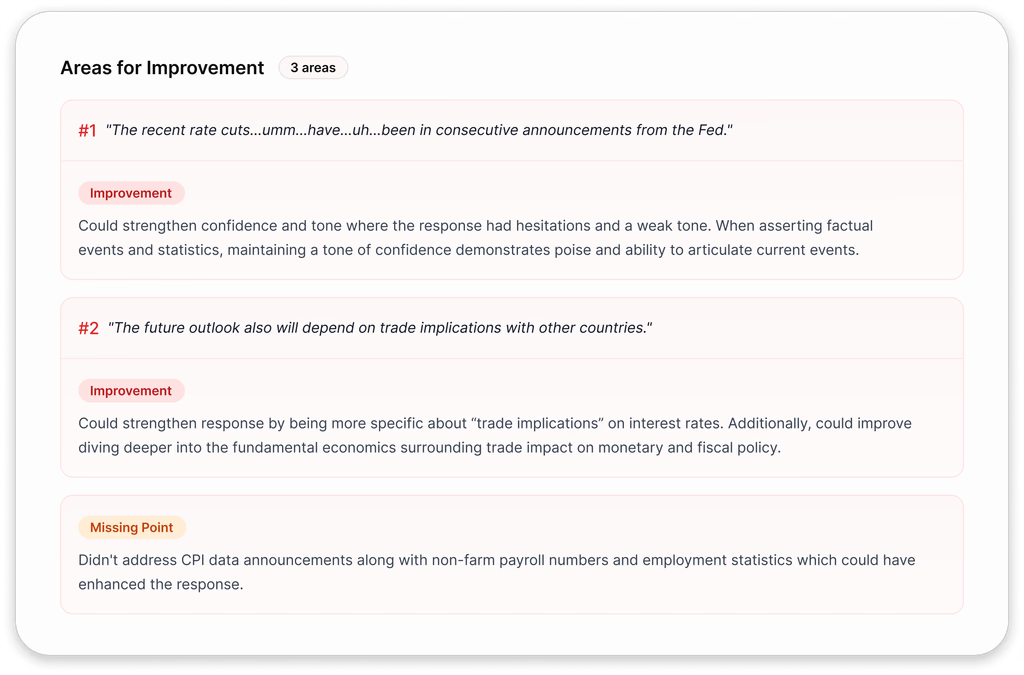 Areas for Improvement 3 areas
#1 "The recent rate cuts...umm...have...uh...been in consecutive announcements from the Fed."
Improvement
Could strengthen confidence and tone where the response had hesitations and a weak tone. When asserting factual
events and statistics, maintaining a tone of confidence demonstrates poise and ability to articulate current events.
#2 "The future outlook also will depend on trade implications with other countries."
Improvement
Could strengthen response by being more specific about “trade implications” on interest rates. Additionally, could improve
diving deeper into the fundamental economics surrounding trade impact on monetary and fiscal policy.
Missing Point
Didn't address CPI data announcements along with non-farm payroll numbers and employment statistics which could have
enhanced the response.